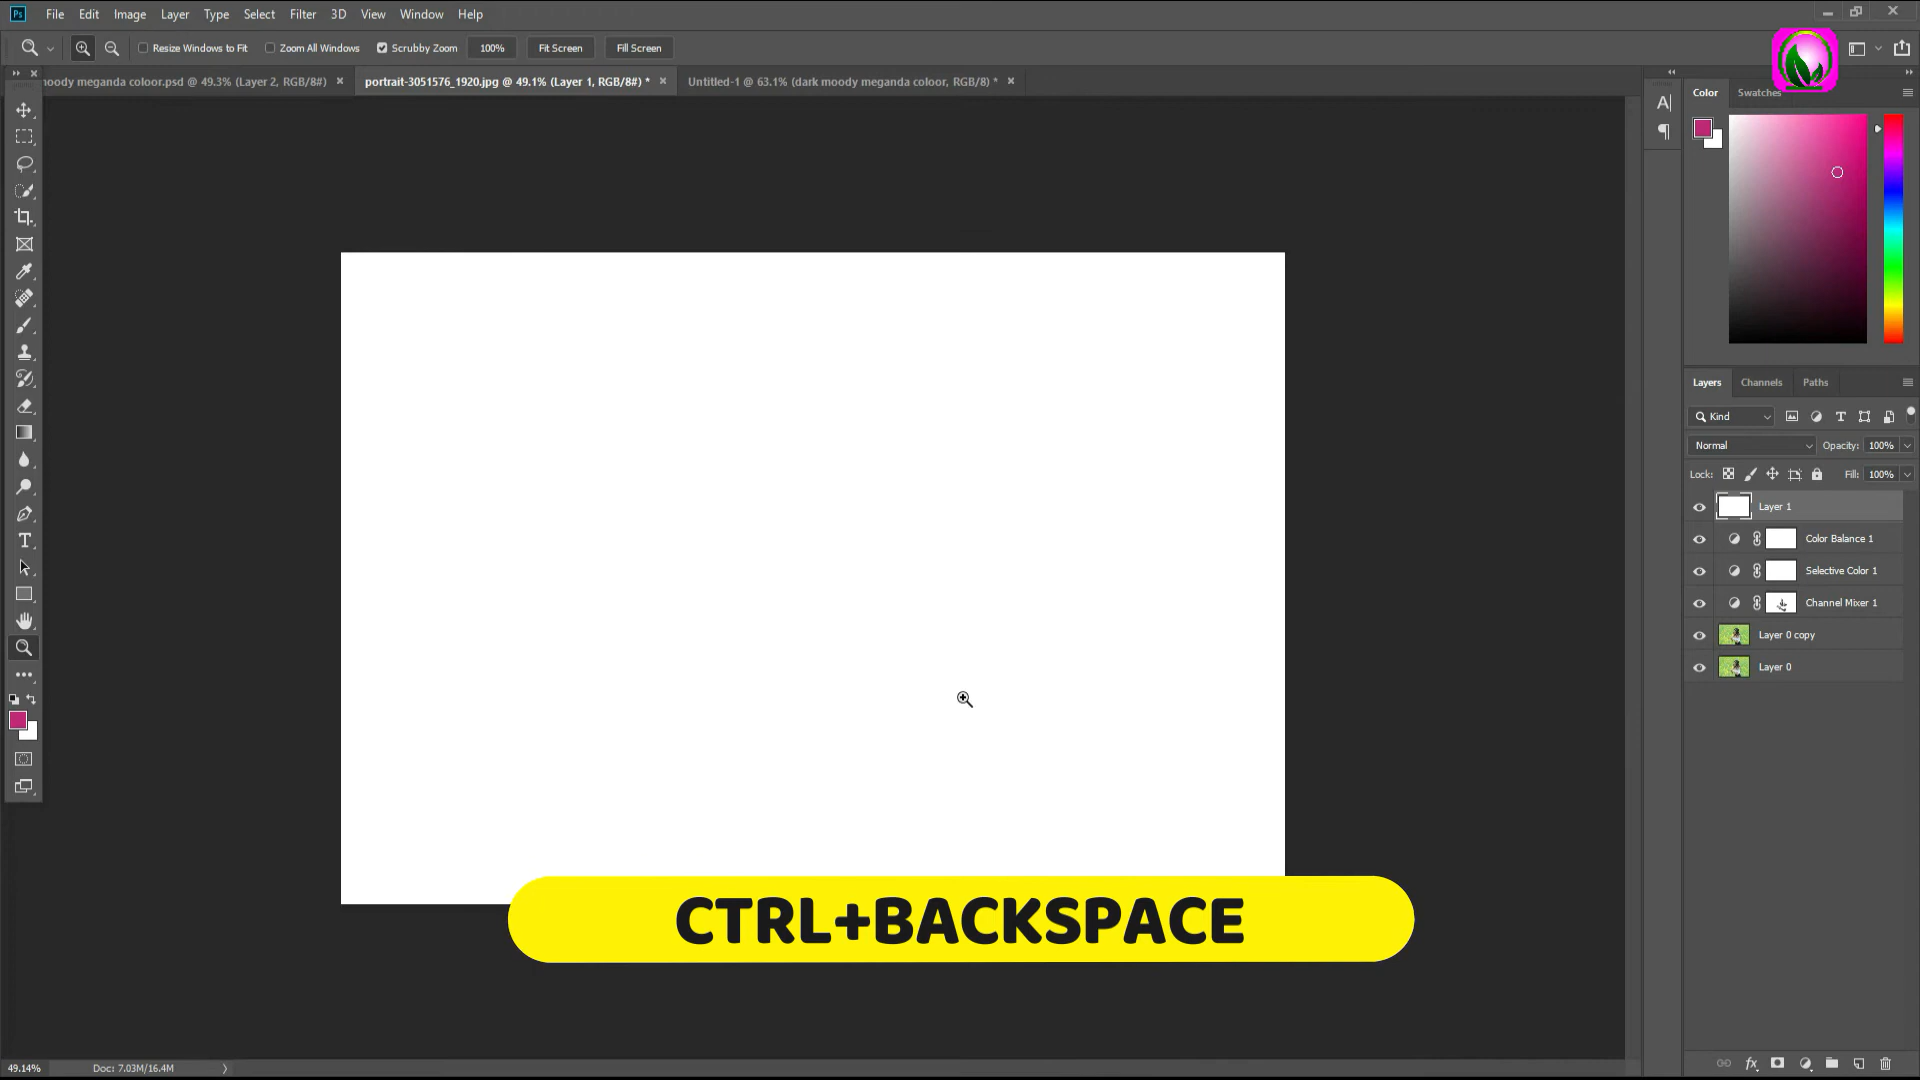 Ps File Edit Image Layer Type Select Filter 3D View Window Help
Resize Windows to Fit Zoom All Windows Scrubby Zoom 100% Fit Screen Fill Screen
oody meganda coloor.psd @ 49.3% (Layer 2, RGB/8#) × portrait-3051576_1920.jpg @ 49.1% (Layer 1, RGB/8#) * × Untitled-1 @ 63.1% (dark moody meganda coloor, RGB/8) * ×
Color Swatches
Layers Channels Paths
Kind
Normal Opacity: 100%
Lock: Fill: 100%
Layer 1
Color Balance 1
Selective Color 1
Channel Mixer 1
Layer 0 copy
Layer 0
CTRL+BACKSPACE
49.14% Doc: 7.03M/16.4M